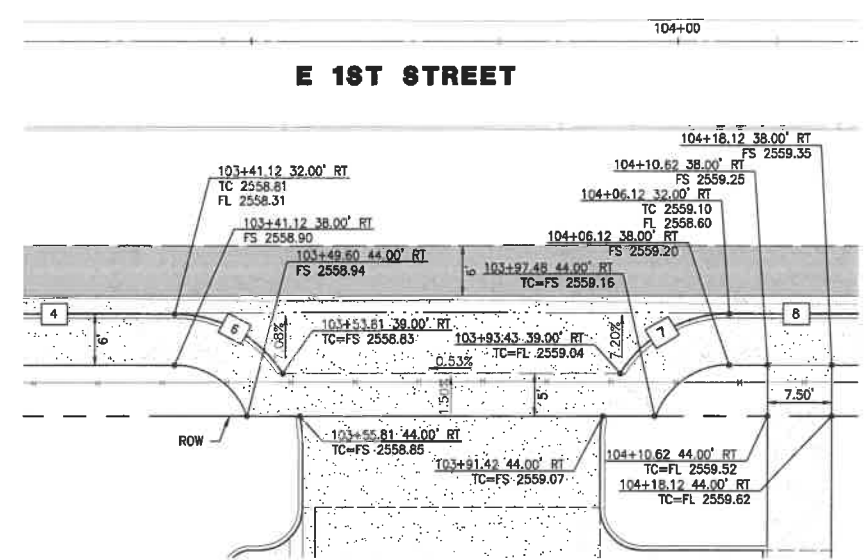 104+00
E 1ST STREET
104+18.12 38.00' RT
FS 2559.35
104+10.62 38.00' RT
FS 2559.25
103+41.12 32.00' RT
TC 2558.81
FL 2558.31
104+06.12 32.00' RT
TC 2559.10
FL 2558.60
103+41.12 38.00' RT
FS 2558.90
104+06.12 38.00' RT
FS 2559.20
103+49.60 44.00' RT
FS 2558.94
6'
103+97.48 44.00' RT
TC=FS 2559.16
4
6
7
8
7.08%
7.20%
103+53.81 39.00' RT
TC=FS 2558.83
103+93.43 39.00' RT
TC=FL 2559.04
6'
0.53%
1.50%
5'
7.50'
ROW
103+55.81 44.00' RT
TC=FS 2558.85
103+91.42 44.00' RT
TC=FS 2559.07
104+10.62 44.00' RT
TC=FL 2559.52
104+18.12 44.00' RT
TC=FL 2559.62